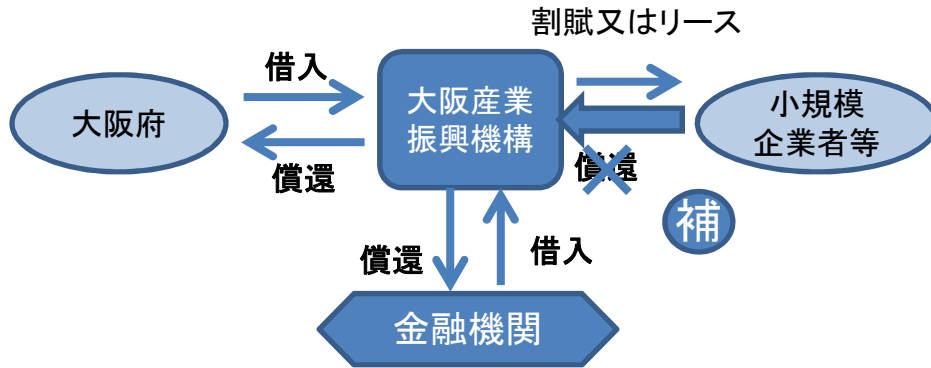 割賦又はリース
借入
大阪府
大阪産業
振興機構
小規模
企業者等
償還
償還
補
償還
借入
金融機関